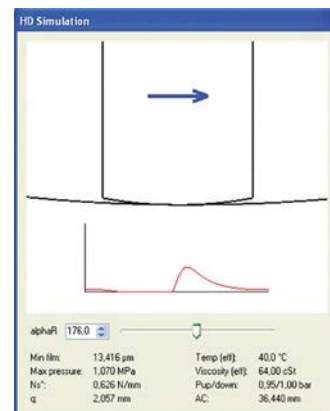 HD Simulation
alphaR 176,0
Min film: 13,416 µm Temp (eff): 40,0 °C
Max pressure: 1,070 MPa Viscosity (eff): 64,00 cSt
Ns": 0,626 N/mm Pup/down: 0,95/1,00 bar
q: 2,057 mm AC: 36,440 mm